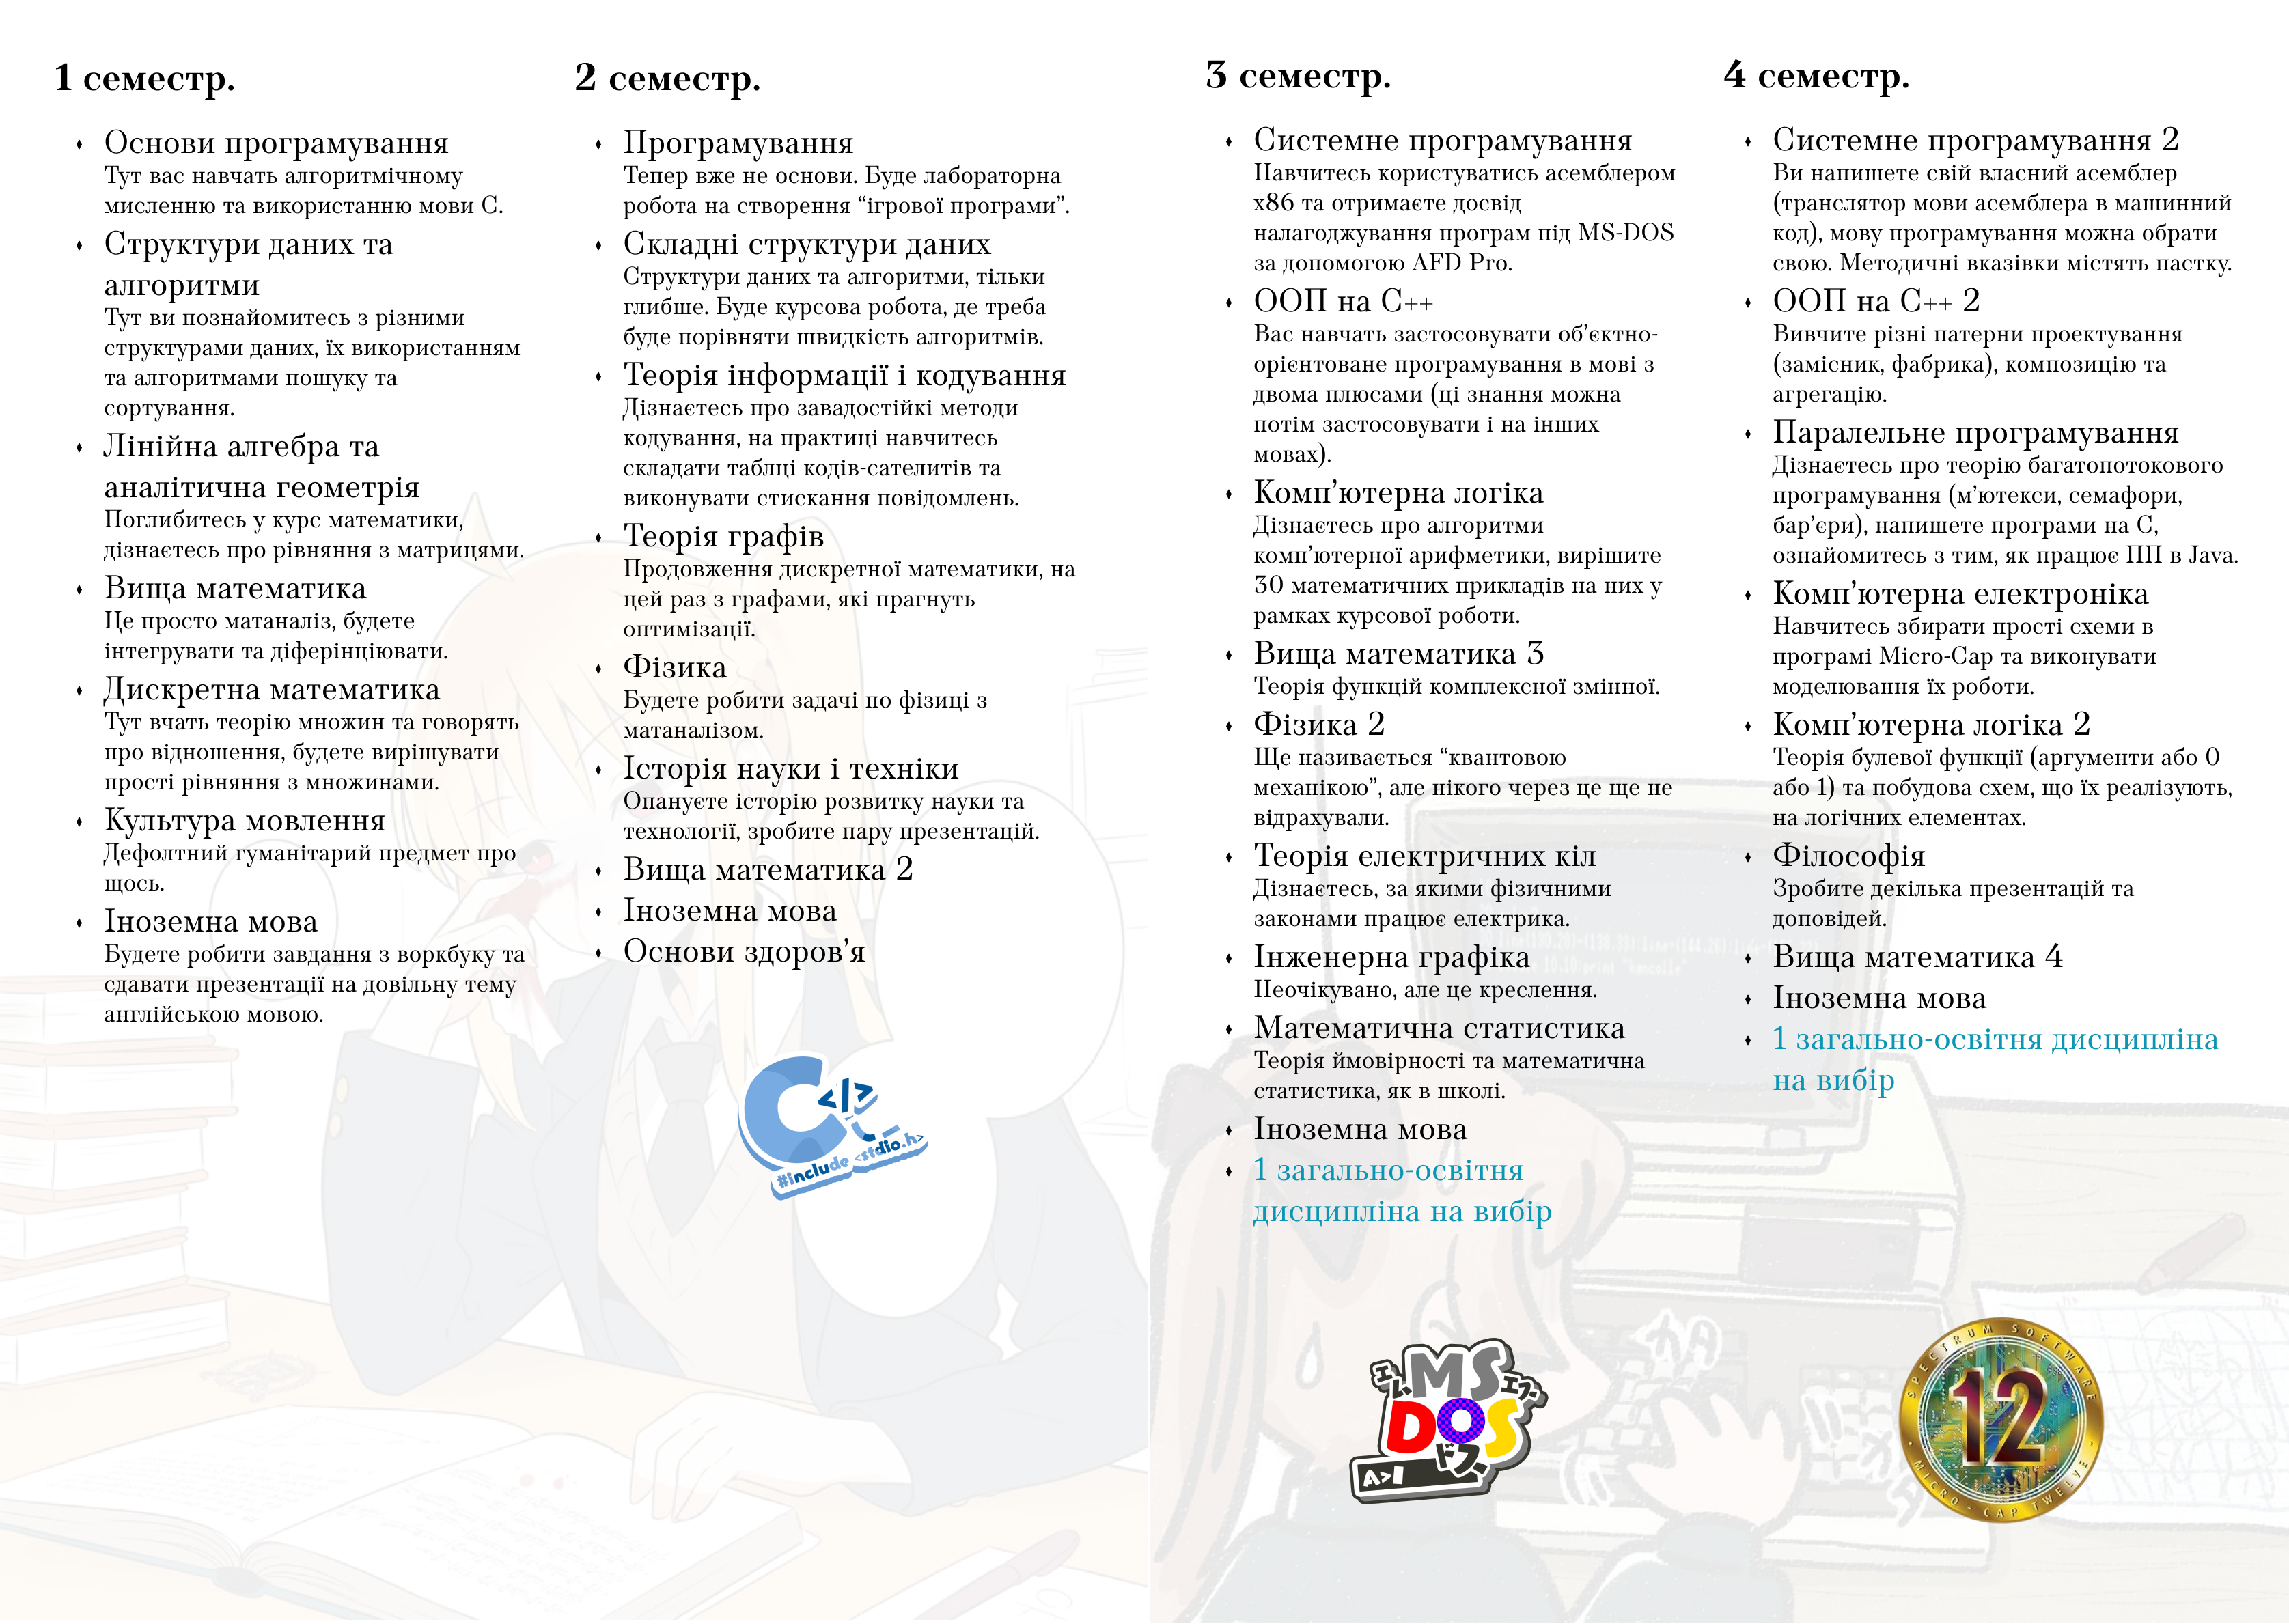 1 семестр.
Основи програмування
Тут вас навчать алгоритмічному
мисленню та використанню мови C.
Структури даних та
алгоритми
Тут ви познайомитесь з різними
структурами даних, їх використанням
та алгоритмами пошуку та
сортування.
Лінійна алгебра та
аналітична геометрія
Поглибитесь у курс математики,
дізнаєтесь про рівняння з матрицями.
Вища математика
Це просто матаналіз, будете
інтегрувати та діферінціювати.
Дискретна математика
Тут вчать теорію множин та говорять
про відношення, будете вирішувати
прості рівняння з множинами.
Культура мовлення
Дефолтний гуманітарий предмет про
щось.
Іноземна мова
Будете робити завдання з воркбуку та
сдавати презентації на довільну тему
англійською мовою.
2 семестр.
Програмування
Тепер вже не основи. Буде лабораторна
робота на створення “ігрової програми”.
Складні структури даних
Структури даних та алгоритми, тільки
глибше. Буде курсова робота, де треба
буде порівняти швидкість алгоритмів.
Теорія інформації і кодування
Дізнаєтесь про завадостійкі методи
кодування, на практиці навчитесь
складати таблці кодів-сателитів та
виконувати стискання повідомлень.
Теорія графів
Продовження дискретної математики, на
цей раз з графами, які прагнуть
оптимізації.
Фізика
Будете робити задачі по фізиці з
матаналізом.
Історія науки і техніки
Опануєте історію розвитку науки та
технології, зробите пару презентацій.
Вища математика 2
Іноземна мова
Основи здоров’я
C </>
#include <stdio.h>
3 семестр.
Системне програмування
Навчитесь користуватись асемблером
x86 та отримаєте досвід
налагоджування програм під MS-DOS
за допомогою AFD Pro.
ООП на C++
Вас навчать застосовувати об’єктно-
орієнтоване програмування в мові з
двома плюсами (ці знання можна
потім застосовувати і на інших
мовах).
Комп’ютерна логіка
Дізнаєтесь про алгоритми
комп’ютерної арифметики, вирішите
30 математичних прикладів на них у
рамках курсової роботи.
Вища математика 3
Теорія функцій комплексної змінної.
Фізика 2
Ще називається “квантовою
механікою”, але нікого через це ще не
відрахували.
Теорія електричних кіл
Дізнаєтесь, за якими фізичними
законами працює електрика.
Інженерна графіка
Неочікувано, але це креслення.
Математична статистика
Теорія ймовірності та математична
статистика, як в школі.
Іноземна мова
1 загально-освітня
дисципліна на вибір
エム MS エス
DOS
ドス
A>
4 семестр.
Системне програмування 2
Ви напишете свій власний асемблер
(транслятор мови асемблера в машинний
код), мову програмування можна обрати
свою. Методичні вказівки містять пастку.
ООП на C++ 2
Вивчите різні патерни проектування
(замісник, фабрика), композицію та
агрегацію.
Паралельне програмування
Дізнаєтесь про теорію багатопотокового
програмування (м’ютекси, семафори,
бар’єри), напишете програми на C,
ознайомитесь з тим, як працює ПП в Java.
Комп’ютерна електроніка
Навчитесь збирати прості схеми в
програмі Micro-Cap та виконувати
моделювання їх роботи.
Комп’ютерна логіка 2
Теорія булевої функції (аргументи або 0
або 1) та побудова схем, що їх реалізують,
на логічних елементах.
Філософія
Зробите декілька презентацій та
доповідей.
Вища математика 4
Іноземна мова
1 загально-освітня дисципліна
на вибір
SPECTRUM SOFTWARE
12
MICRO-CAP TWELVE